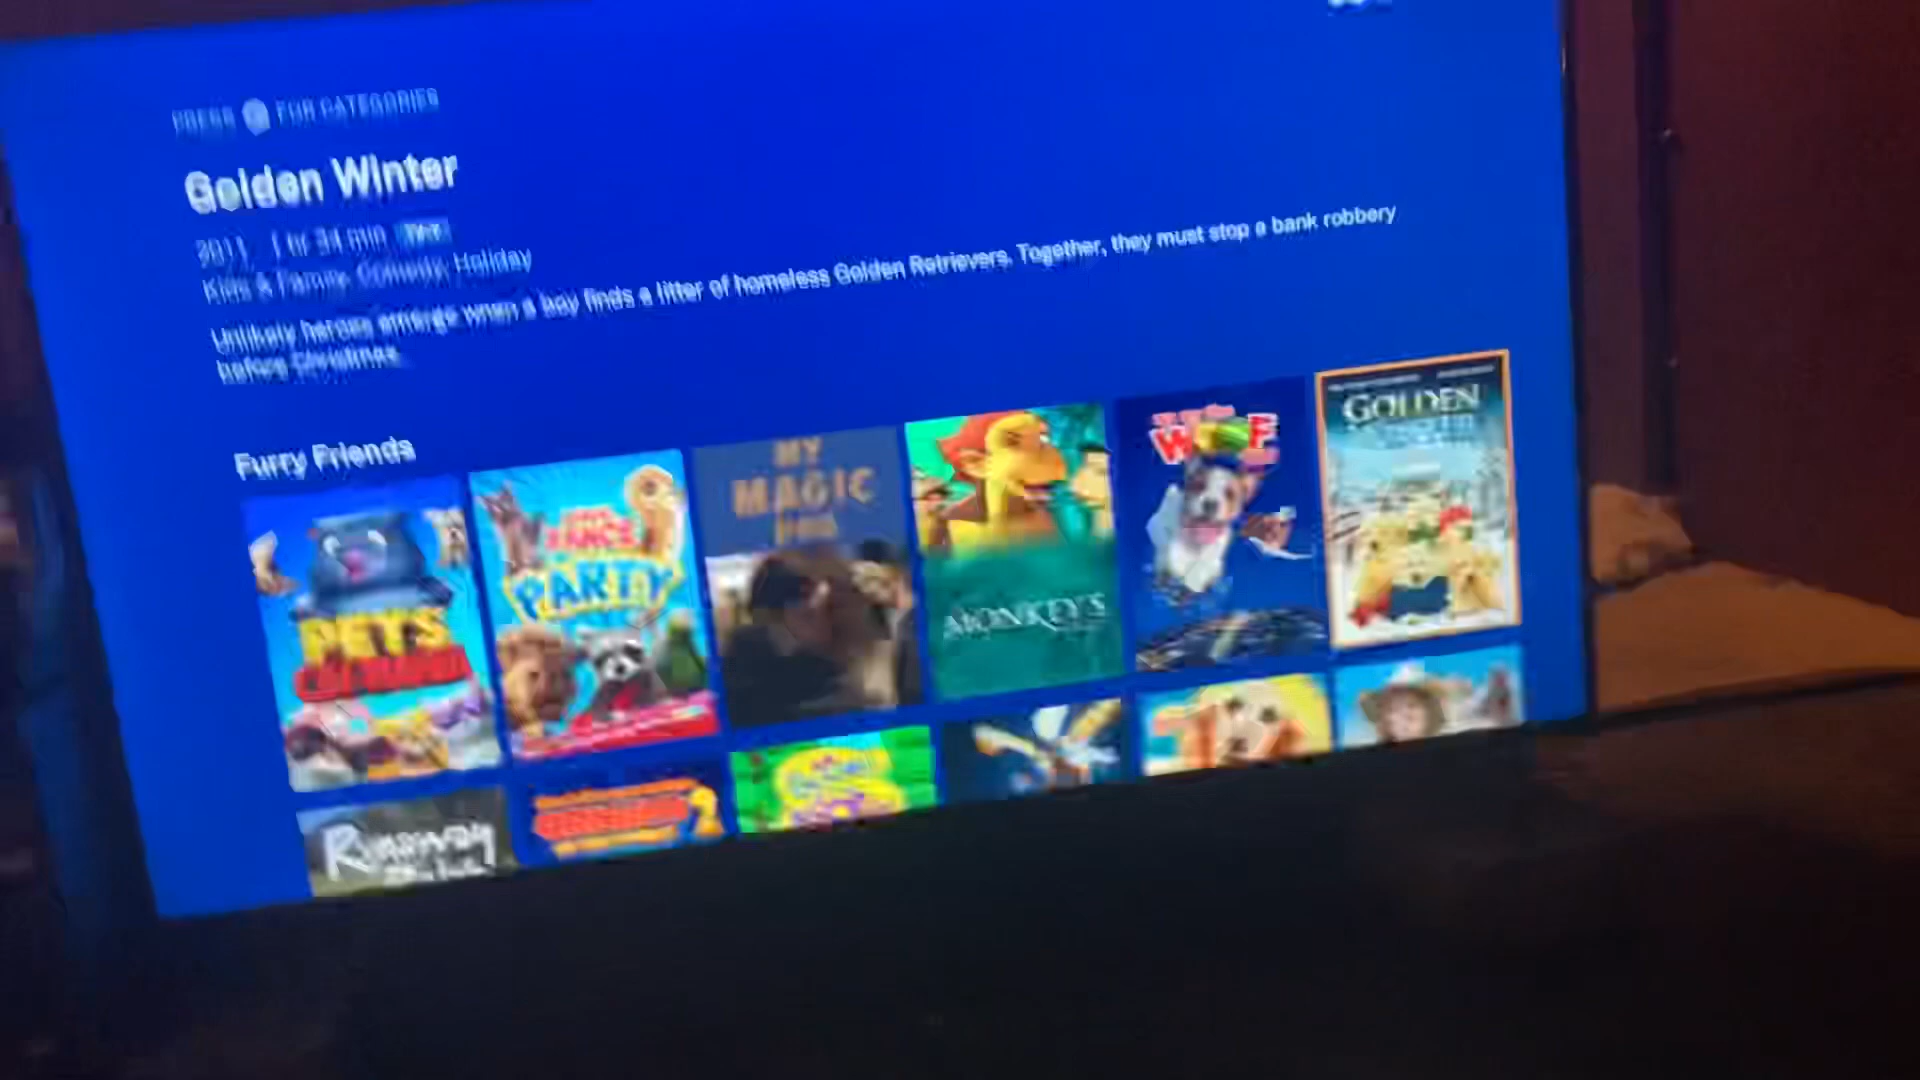 PRESS FOR CATEGORIES
Golden Winter
2011 1 hr 34 min
Kids & Family, Comedy, Holiday
Unlikely heroes emerge when a boy finds a litter of homeless Golden Retrievers. Together, they must stop a bank robbery
before Christmas.
Furry Friends
PETS
PARTY
MY
MAGIC
DOG
MONKEYS
WOOF
GOLDEN
WINTER